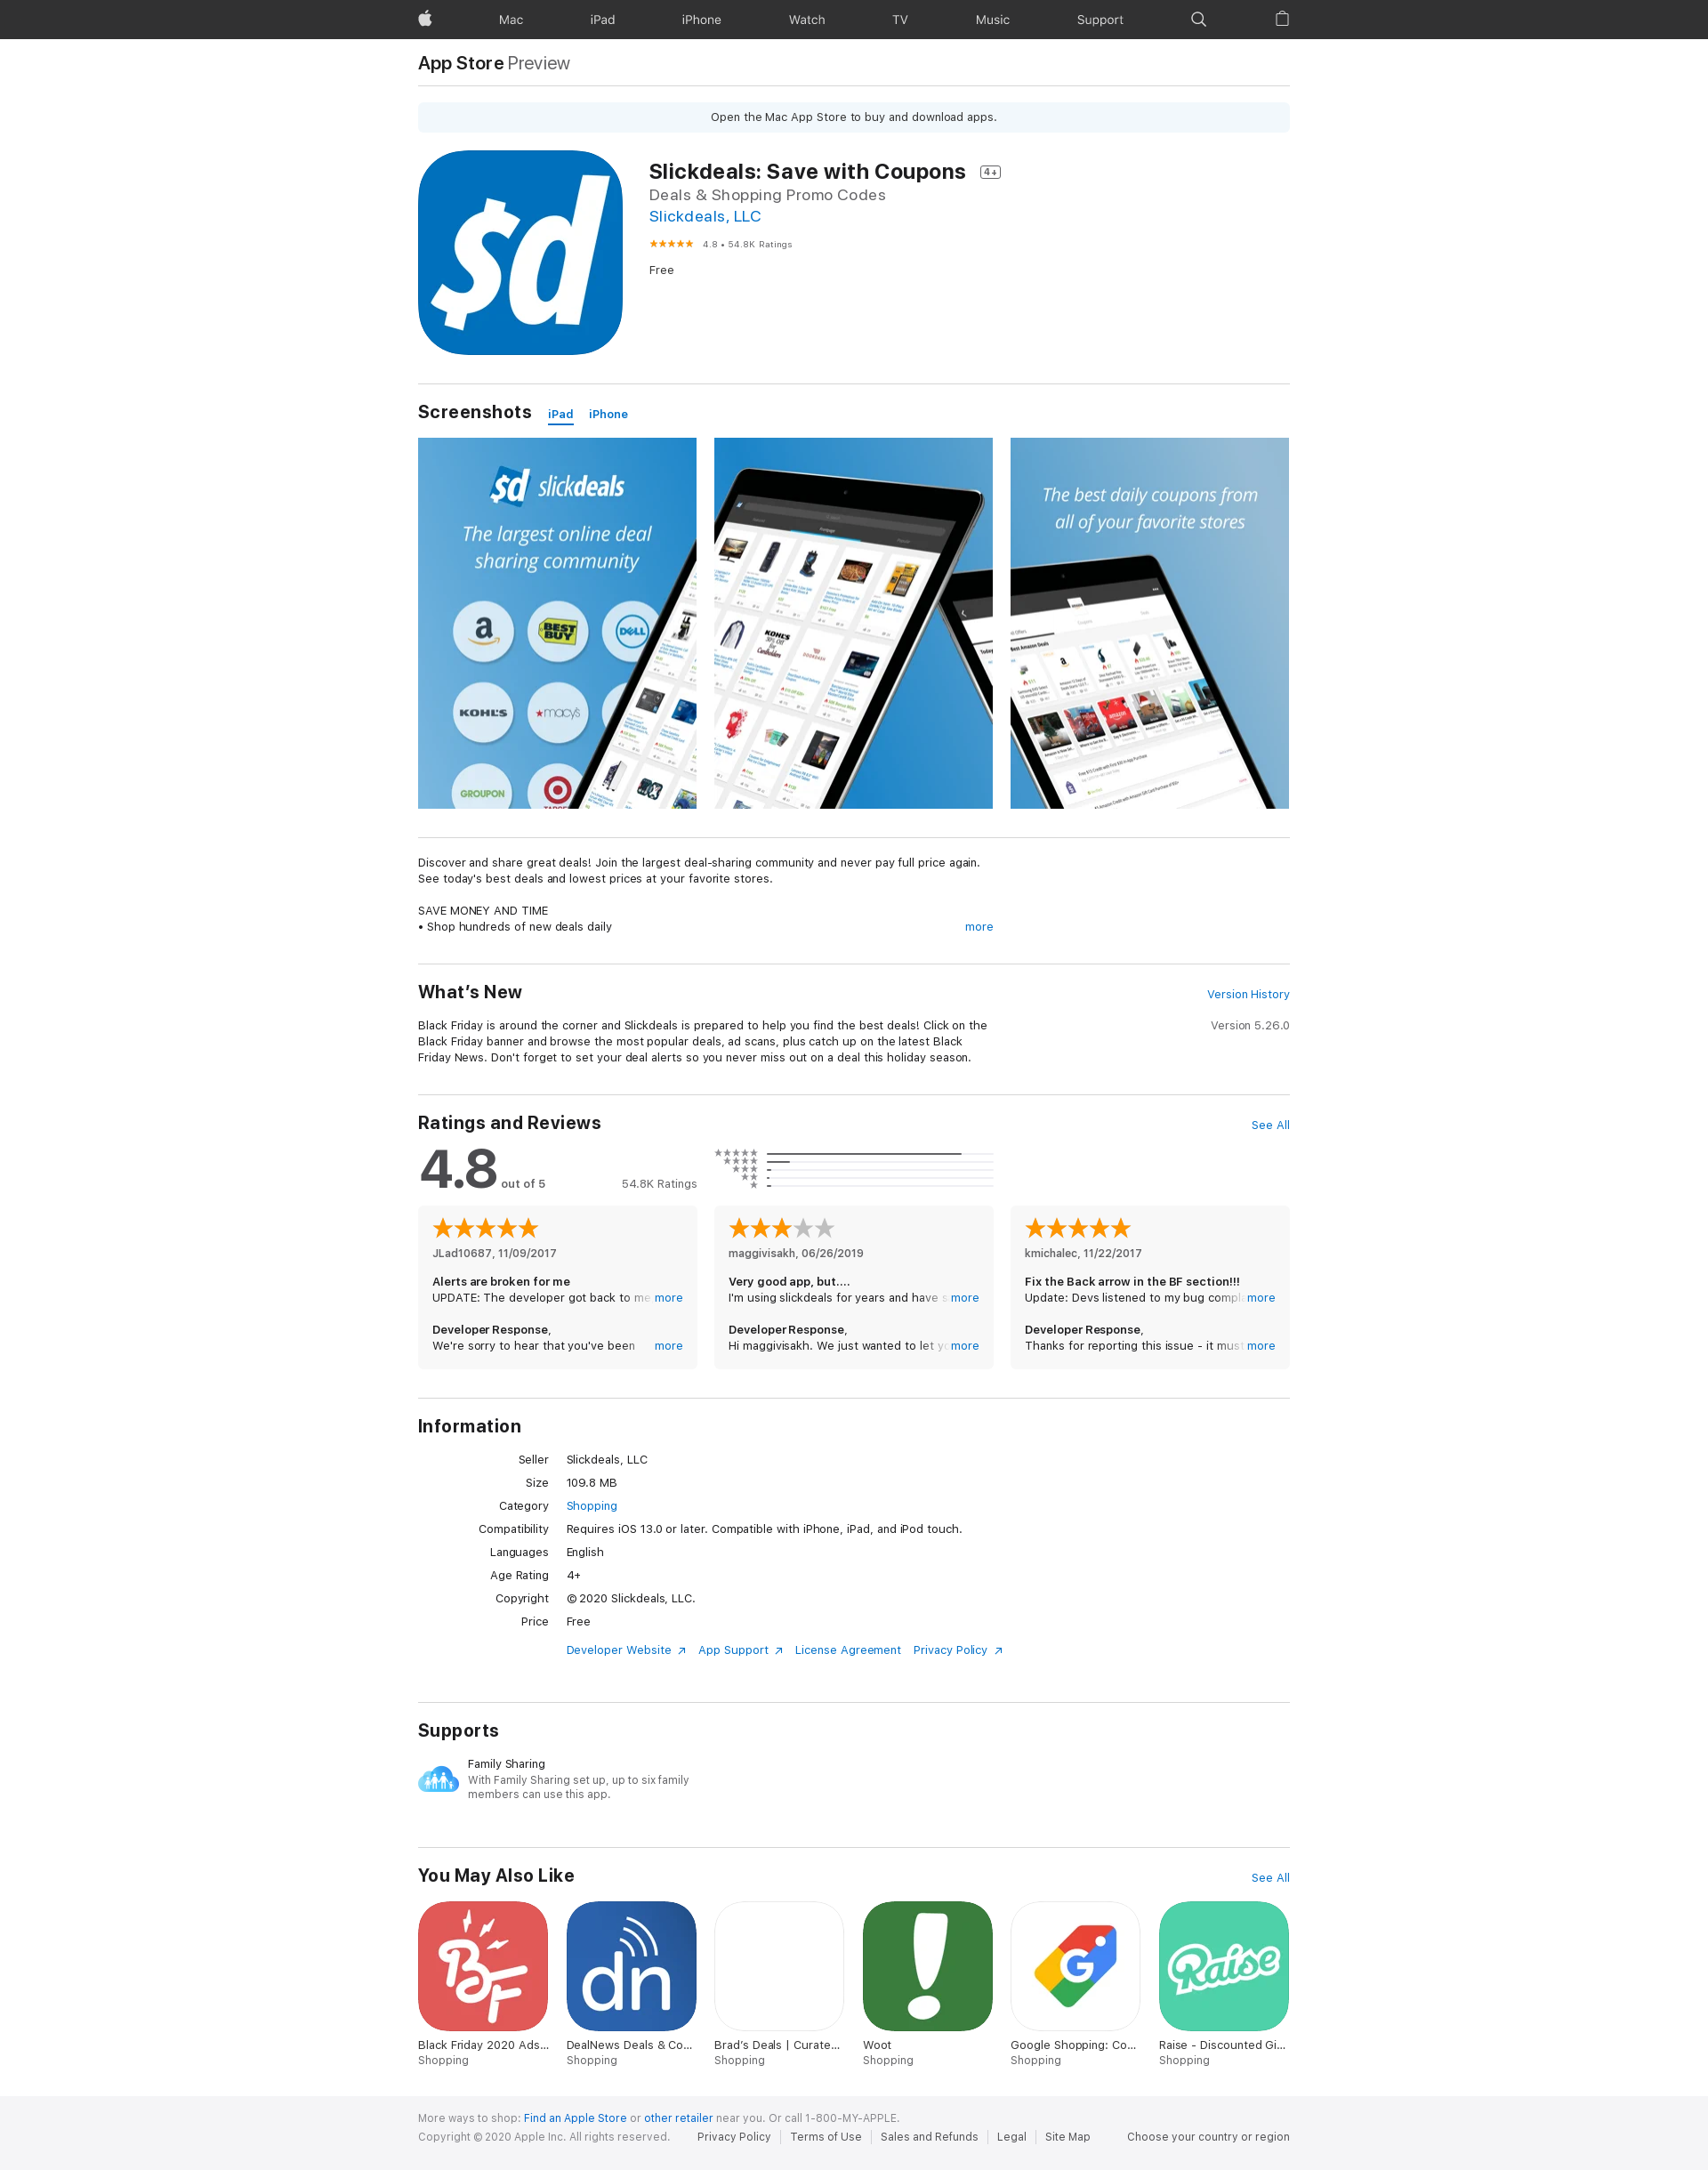 Mac iPad iPhone Watch TV Music Support
App Store Preview
Open the Mac App Store to buy and download apps.
$d
Slickdeals: Save with Coupons 4+
Deals & Shopping Promo Codes
Slickdeals, LLC
4.8 • 54.8K Ratings
Free
Screenshots iPad iPhone
$d slickdeals
The largest online deal
sharing community
a
BEST BUY
DELL
KOHL'S
★macy's
GROUPON
The best daily coupons from
all of your favorite stores
Discover and share great deals! Join the largest deal-sharing community and never pay full price again.
See today's best deals and lowest prices at your favorite stores.
SAVE MONEY AND TIME
• Shop hundreds of new deals daily more
What's New Version History
Black Friday is around the corner and Slickdeals is prepared to help you find the best deals! Click on the
Black Friday banner and browse the most popular deals, ad scans, plus catch up on the latest Black
Friday News. Don't forget to set your deal alerts so you never miss out on a deal this holiday season.
Version 5.26.0
Ratings and Reviews See All
4.8 out of 5 54.8K Ratings
JLad10687, 11/09/2017
Alerts are broken for me
UPDATE: The developer got back to me more
Developer Response,
We're sorry to hear that you've been more
maggivisakh, 06/26/2019
Very good app, but....
I'm using slickdeals for years and have s more
Developer Response,
Hi maggivisakh. We just wanted to let yo more
kmichalec, 11/22/2017
Fix the Back arrow in the BF section!!!
Update: Devs listened to my bug compla more
Developer Response,
Thanks for reporting this issue - it must more
Information
Seller Slickdeals, LLC
Size 109.8 MB
Category Shopping
Compatibility Requires iOS 13.0 or later. Compatible with iPhone, iPad, and iPod touch.
Languages English
Age Rating 4+
Copyright © 2020 Slickdeals, LLC.
Price Free
Developer Website App Support License Agreement Privacy Policy
Supports
Family Sharing
With Family Sharing set up, up to six family
members can use this app.
You May Also Like See All
BF
dn
!
G
Raise
Black Friday 2020 Ads... DealNews Deals & Co... Brad's Deals | Curate... Woot Google Shopping: Co... Raise - Discounted Gi...
Shopping Shopping Shopping Shopping Shopping Shopping
More ways to shop: Find an Apple Store or other retailer near you. Or call 1-800-MY-APPLE.
Copyright © 2020 Apple Inc. All rights reserved. Privacy Policy Terms of Use Sales and Refunds Legal Site Map Choose your country or region